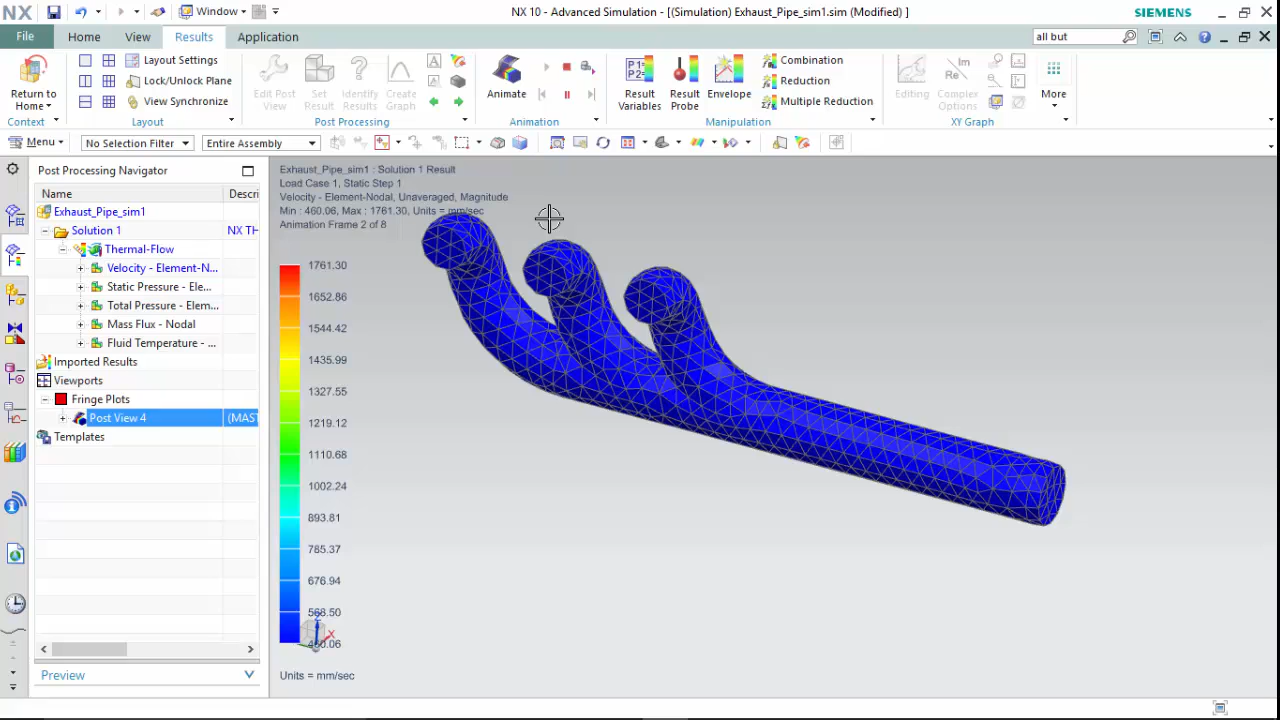 NX
Window
NX 10 - Advanced Simulation - [(Simulation) Exhaust_Pipe_sim1.sim (Modified) ]
SIEMENS
File
Home
View
Results
Application
all but
Return to Home
Context
Layout Settings
Lock/Unlock Plane
View Synchronize
Layout
Edit Post View
Set Result
Identify Results
Create Graph
Post Processing
Animate
Animation
Result Variables
Result Probe
Envelope
Combination
Reduction
Multiple Reduction
Manipulation
Editing
Complex Options
XY Graph
More
Menu
No Selection Filter
Entire Assembly
Post Processing Navigator
Name
Descri
Exhaust_Pipe_sim1
Solution 1
NX TH
Thermal-Flow
Velocity - Element-N...
Static Pressure - Ele...
Total Pressure - Elem...
Mass Flux - Nodal
Fluid Temperature - ...
Imported Results
Viewports
Fringe Plots
Post View 4
(MAST
Templates
Preview
Exhaust_Pipe_sim1 : Solution 1 Result
Load Case 1, Static Step 1
Velocity - Element-Nodal, Unaveraged, Magnitude
Min : 460.06, Max : 1761.30, Units = mm/sec
Animation Frame 2 of 8
1761.30
1652.86
1544.42
1435.99
1327.55
1219.12
1110.68
1002.24
893.81
785.37
676.94
568.50
460.06
X
Units = mm/sec